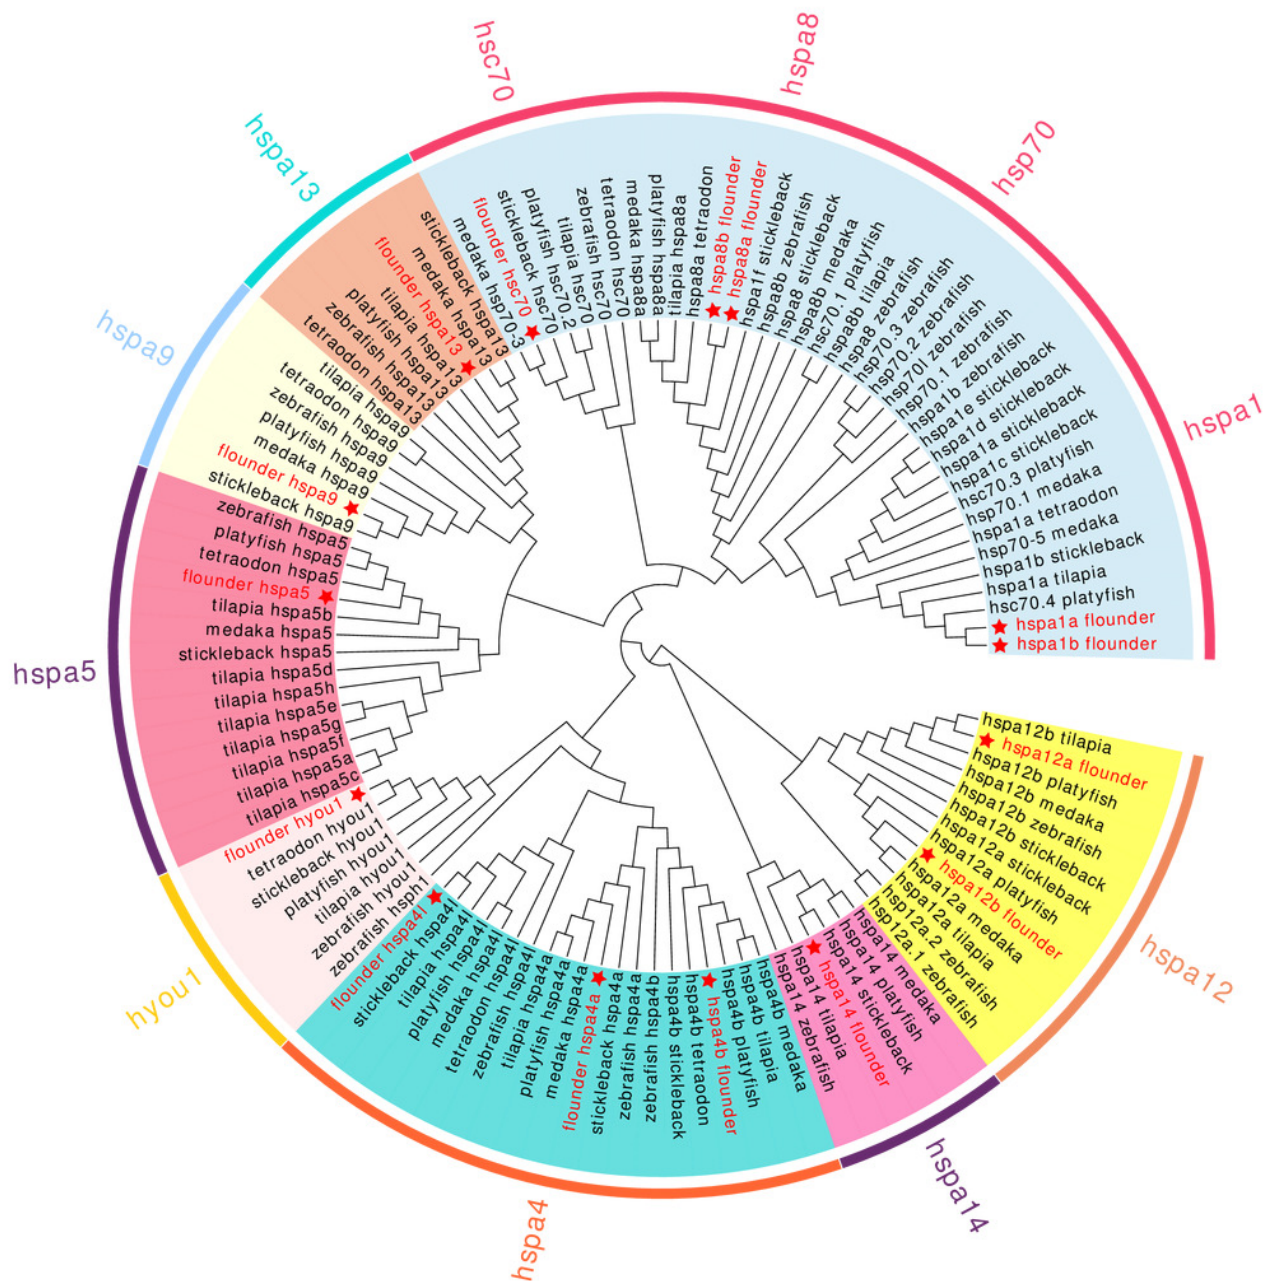 hsc70
hspa8
hsp70
hspa1
hspa12
hspa14
hspa4
hyou1
hspa5
hspa9
hspa13
stickleback hspa13
medaka hspa13
flounder hspa13
tilapia hspa13
platyfish hspa13
zebrafish hspa13
tetraodon hspa13
medaka hsp70-3
flounder hsc70
stickleback hsc70
platyfish hsc70.2
tilapia hsc70
zebrafish hsc70
tetraodon hsc70
medaka hspa8a
platyfish hspa8a
tilapia hspa8a
hspa8a tetraodon
hspa8b flounder
hspa8a flounder
hspa1f stickleback
hspa8b zebrafish
hspa8 stickleback
hspa8b medaka
hsc70.1 platyfish
hspa8b tilapia
hspa8 zebrafish
hsp70.3 zebrafish
hsp70.2 zebrafish
hsp70l zebrafish
hsp70.1 zebrafish
hspa1b zebrafish
hspa1e stickleback
hspa1d stickleback
hspa1a stickleback
hspa1c stickleback
hsc70.3 platyfish
hsp70.1 medaka
hspa1a tetraodon
hsp70-5 medaka
hspa1b stickleback
hspa1a tilapia
hsc70.4 platyfish
hspa1a flounder
hspa1b flounder
hspa12b tilapia
hspa12a flounder
hspa12b platyfish
hspa12b medaka
hspa12b zebrafish
hspa12b stickleback
hspa12a stickleback
hspa12a platyfish
hspa12b flounder
hspa12a medaka
hspa12a tilapia
hsp12a.2 zebrafish
hsp12a.1 zebrafish
hspa14 medaka
hspa14 platyfish
hspa14 stickleback
hspa14 flounder
hspa14 tilapia
hspa14 zebrafish
hspa4b medaka
hspa4b tilapia
hspa4b platyfish
hspa4b flounder
hspa4b tetraodon
hspa4b stickleback
zebrafish hspa4b
zebrafish hspa4a
stickleback hspa4a
flounder hspa4a
medaka hspa4a
platyfish hspa4a
tilapia hspa4a
zebrafish hspa4l
tetraodon hspa4l
medaka hspa4l
platyfish hspa4l
tilapia hspa4l
stickleback hspa4l
flounder hspa4l
zebrafish hsph1
zebrafish hyou1
tilapia hyou1
platyfish hyou1
stickleback hyou1
tetraodon hyou1
flounder hyou1
tilapia hspa5c
tilapia hspa5a
tilapia hspa5f
tilapia hspa5g
tilapia hspa5e
tilapia hspa5h
tilapia hspa5d
stickleback hspa5
medaka hspa5
tilapia hspa5b
flounder hspa5
tetraodon hspa5
platyfish hspa5
zebrafish hspa5
stickleback hspa9
flounder hspa9
medaka hspa9
platyfish hspa9
zebrafish hspa9
tetraodon hspa9
tilapia hspa9